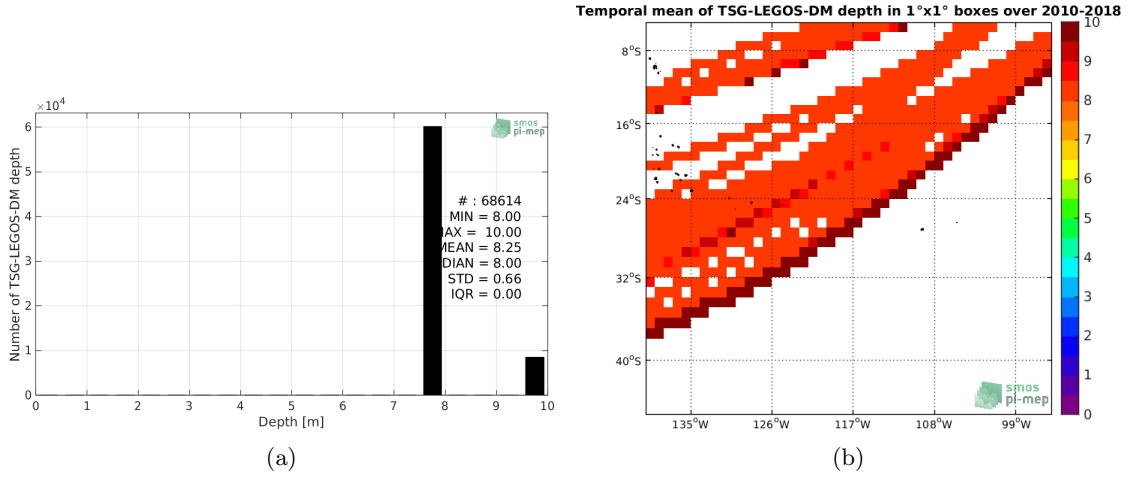 Temporal mean of TSG-LEGOS-DM depth in 1°x1° boxes over 2010-2018
×10⁴
6
5
4
3
2
1
0
Number of TSG-LEGOS-DM depth
smos
pi-mep
# : 68614
MIN = 8.00
MAX = 10.00
MEAN = 8.25
DIAN = 8.00
STD = 0.66
IQR = 0.00
0 1 2 3 4 5 6 7 8 9 10
Depth [m]
(a)
8°S
16°S
24°S
32°S
40°S
135°W 126°W 117°W 108°W 99°W
smos
pi-mep
10
9
8
7
6
5
4
3
2
1
0
(b)